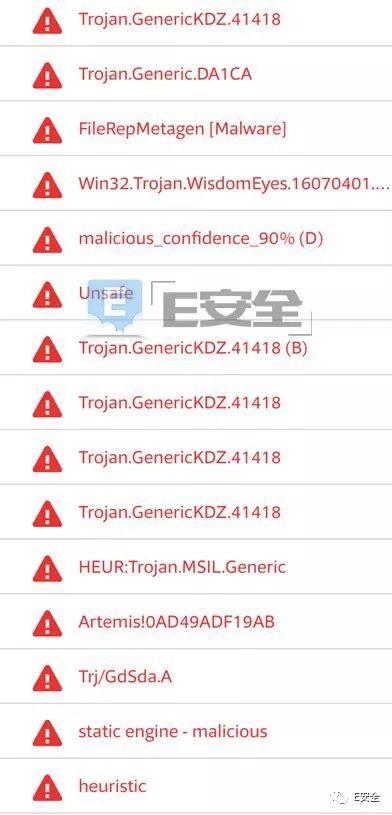 Trojan.GenericKDZ.41418
Trojan.Generic.DA1CA
FileRepMetagen [Malware]
Win32.Trojan.WisdomEyes.16070401....
malicious_confidence_90% (D)
Unsafe
E E安全
Trojan.GenericKDZ.41418 (B)
Trojan.GenericKDZ.41418
Trojan.GenericKDZ.41418
Trojan.GenericKDZ.41418
HEUR:Trojan.MSIL.Generic
Artemis!0AD49ADF19AB
Trj/GdSda.A
static engine - malicious
heuristic
E安全